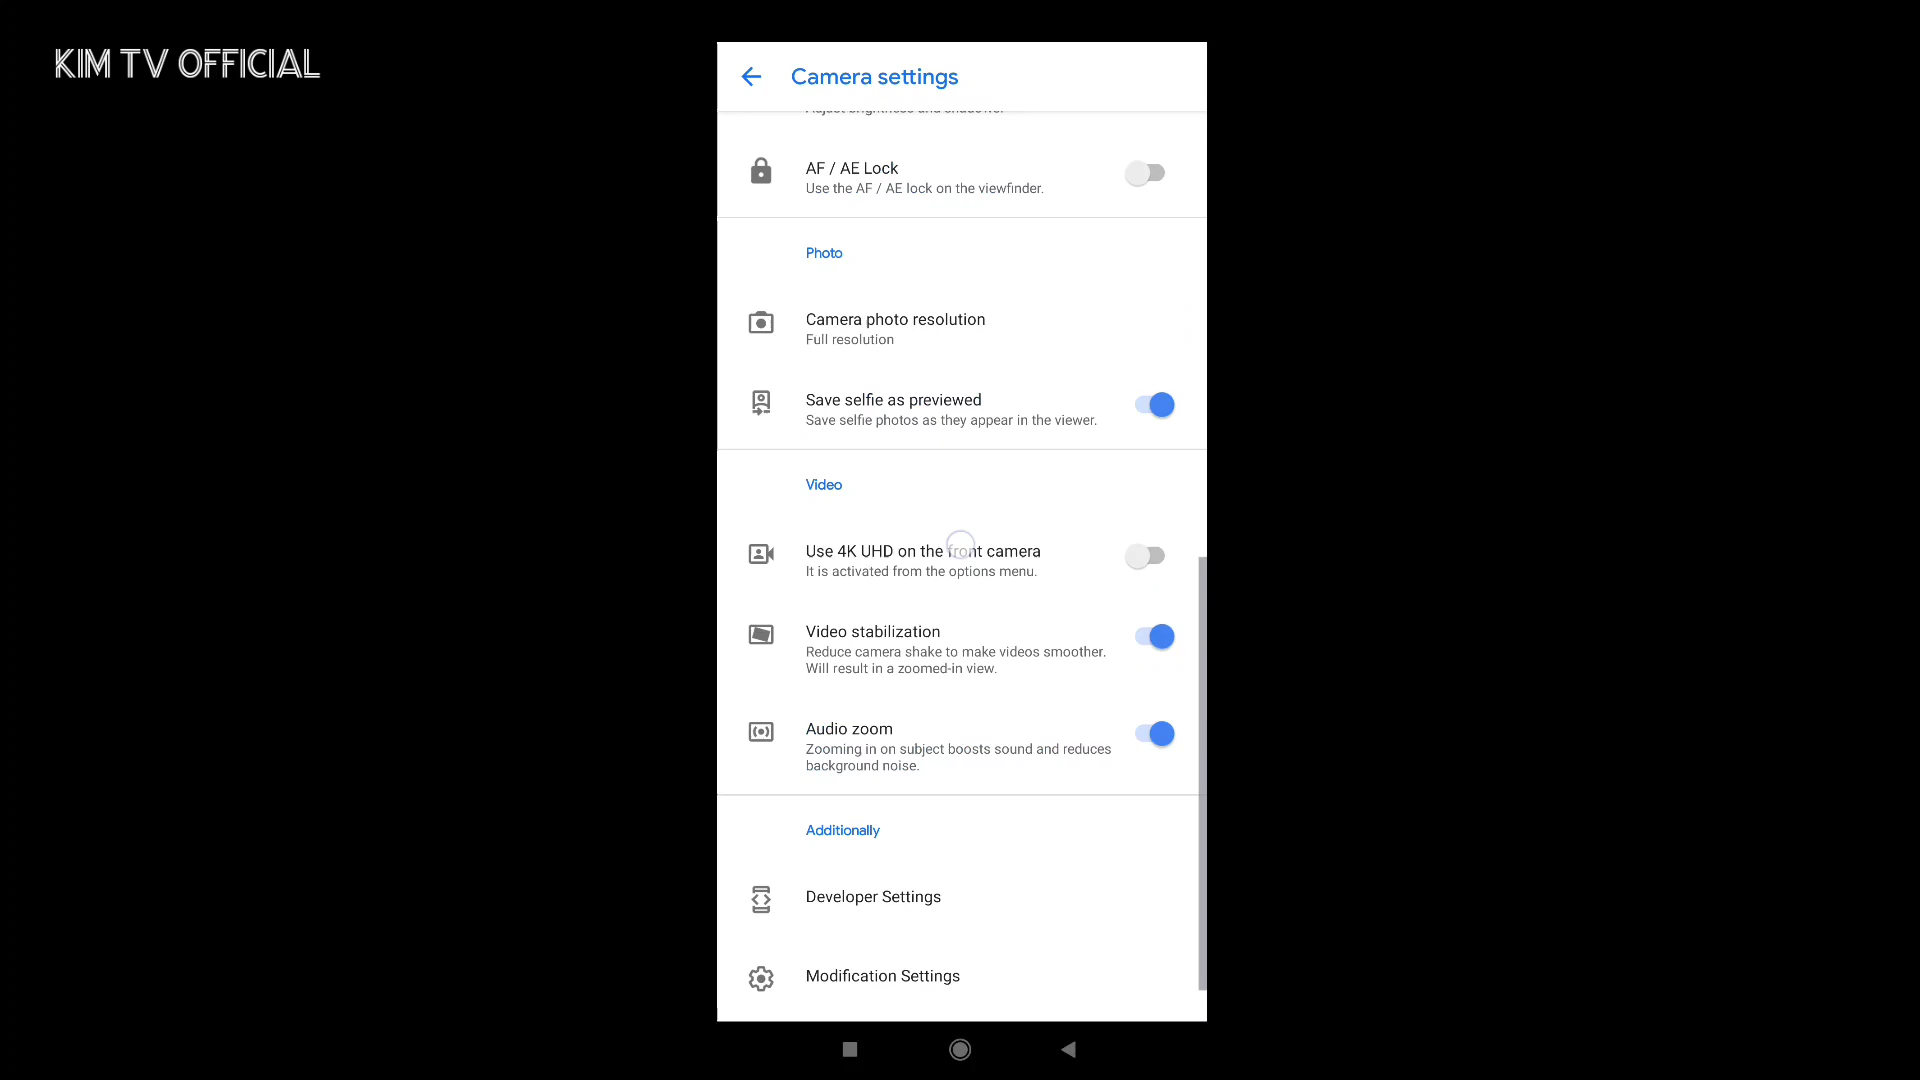 KIM TV OFFICIAL
Camera settings
AF / AE Lock
Use the AF / AE lock on the viewfinder.
Photo
Camera photo resolution
Full resolution
Save selfie as previewed
Save selfie photos as they appear in the viewer.
Video
Use 4K UHD on the front camera
It is activated from the options menu.
Video stabilization
Reduce camera shake to make videos smoother.
Will result in a zoomed-in view.
Audio zoom
Zooming in on subject boosts sound and reduces
background noise.
Additionally
Developer Settings
Modification Settings